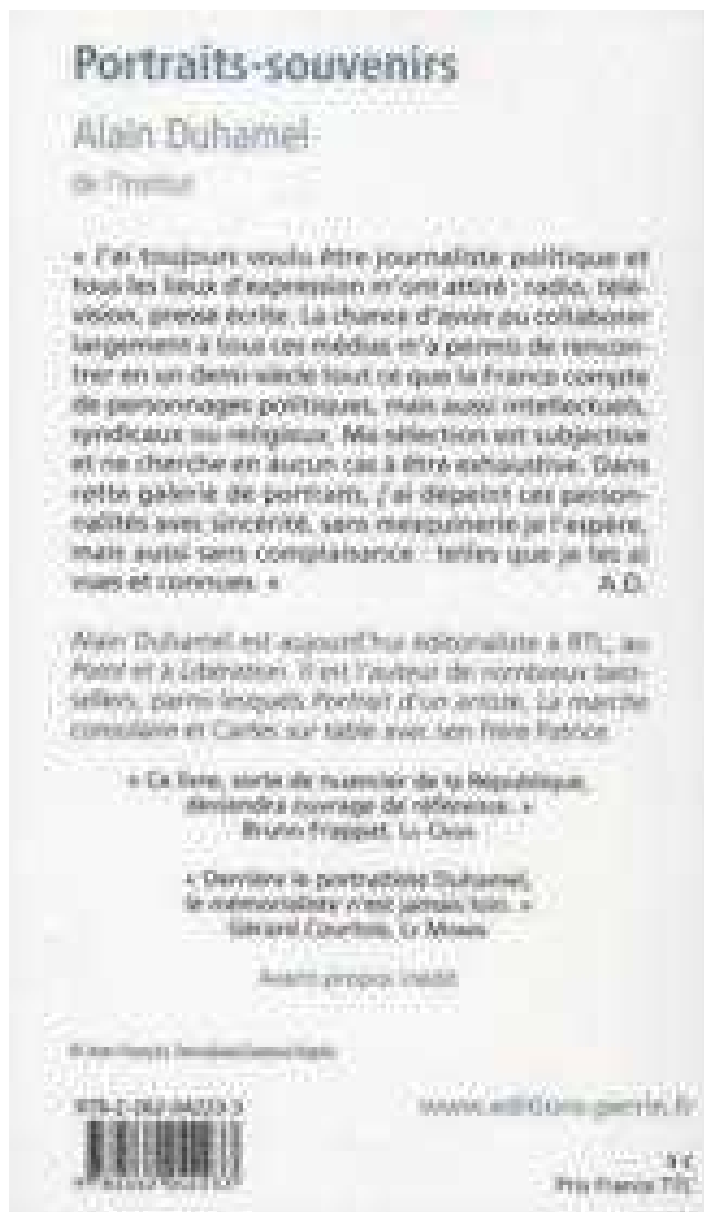 Portraits-souvenirs
Alain Duhamel
de l'Institut
« J'ai toujours voulu être journaliste politique et
tous les lieux d'expression m'ont attiré : radio, télé-
vision, presse écrite. La chance d'avoir pu collaborer
largement à tous ces médias m'a permis de rencon-
trer en un demi-siècle tout ce que la France compte
de personnages politiques, mais aussi intellectuels,
syndicaux ou religieux. Ma sélection est subjective
et ne cherche en aucun cas à être exhaustive. Dans
cette galerie de portraits, j'ai dépeint ces person-
nalités avec sincérité, sans mesquinerie je l'espère,
mais aussi sans complaisance : telles que je les ai
vues et connues. »
A.D.
Alain Duhamel est aujourd'hui éditorialiste à RTL, au
Point et à Libération. Il est l'auteur de nombreux best-
sellers, parmi lesquels Portrait d'un artiste, La marche
consulaire et Cartes sur table avec son frère Patrice.
« Ce livre, sorte de nuancier de la République,
deviendra ouvrage de référence. »
Bruno Frappat, La Croix
« Derrière le portraitiste Duhamel,
le mémorialiste n'est jamais loin. »
Gérard Courtois, Le Monde
Avant-propos inédit
www.editions-perrin.fr
9 €
Prix France TTC